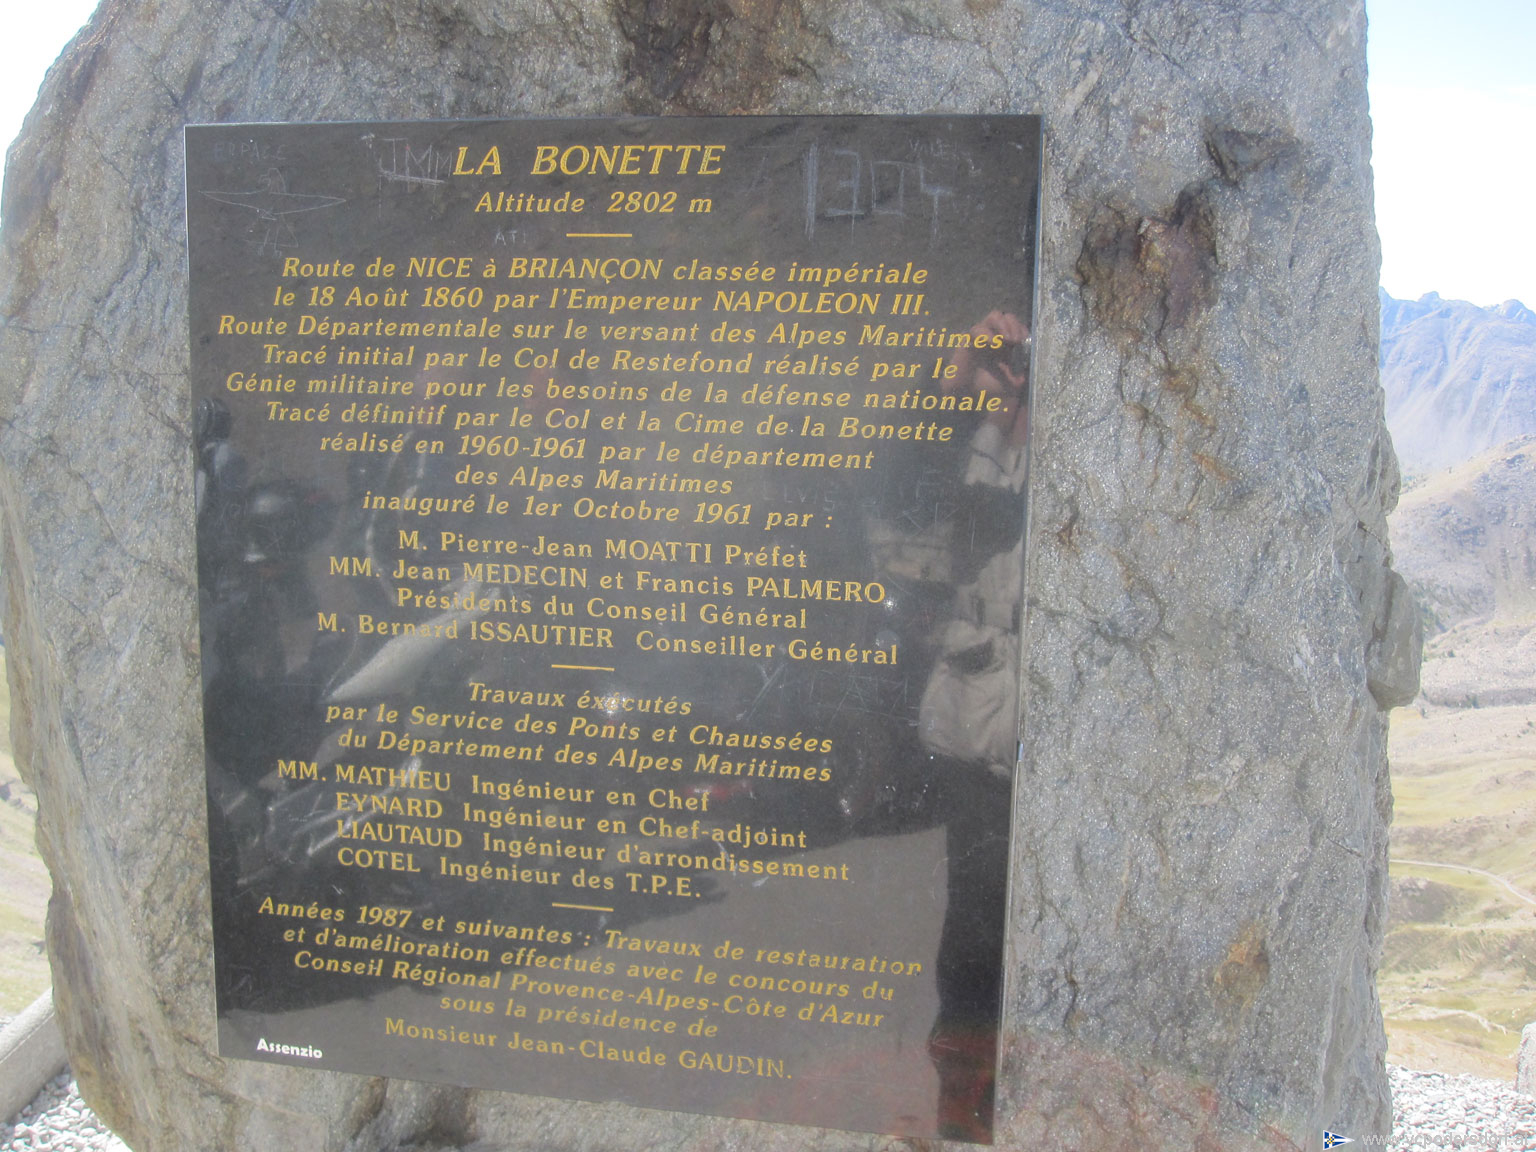 LA BONETTE
Altitude 2802 m
Route de NICE à BRIANÇON classée impériale
le 18 Août 1860 par l'Empereur NAPOLEON III.
Route Départementale sur le versant des Alpes Maritimes
Tracé initial par le Col de Restefond réalisé par le
Génie militaire pour les besoins de la défense nationale.
Tracé définitif par le Col et la Cime de la Bonette
réalisé en 1960-1961 par le département
des Alpes Maritimes
inauguré le 1er Octobre 1961 par :
M. Pierre-Jean MOATTI Préfet
MM. Jean MEDECIN et Francis PALMERO
Présidents du Conseil Général
M. Bernard ISSAUTIER Conseiller Général
Travaux éxécutés
par le Service des Ponts et Chaussées
du Département des Alpes Maritimes
MM. MATHIEU Ingénieur en Chef
EYNARD Ingénieur en Chef-adjoint
LIAUTAUD Ingénieur d'arrondissement
COTEL Ingénieur des T.P.E.
Années 1987 et suivantes : Travaux de restauration
et d'amélioration effectués avec le concours du
Conseil Régional Provence-Alpes-Côte d'Azur
sous la présidence de
Monsieur Jean-Claude GAUDIN.
Assenzio